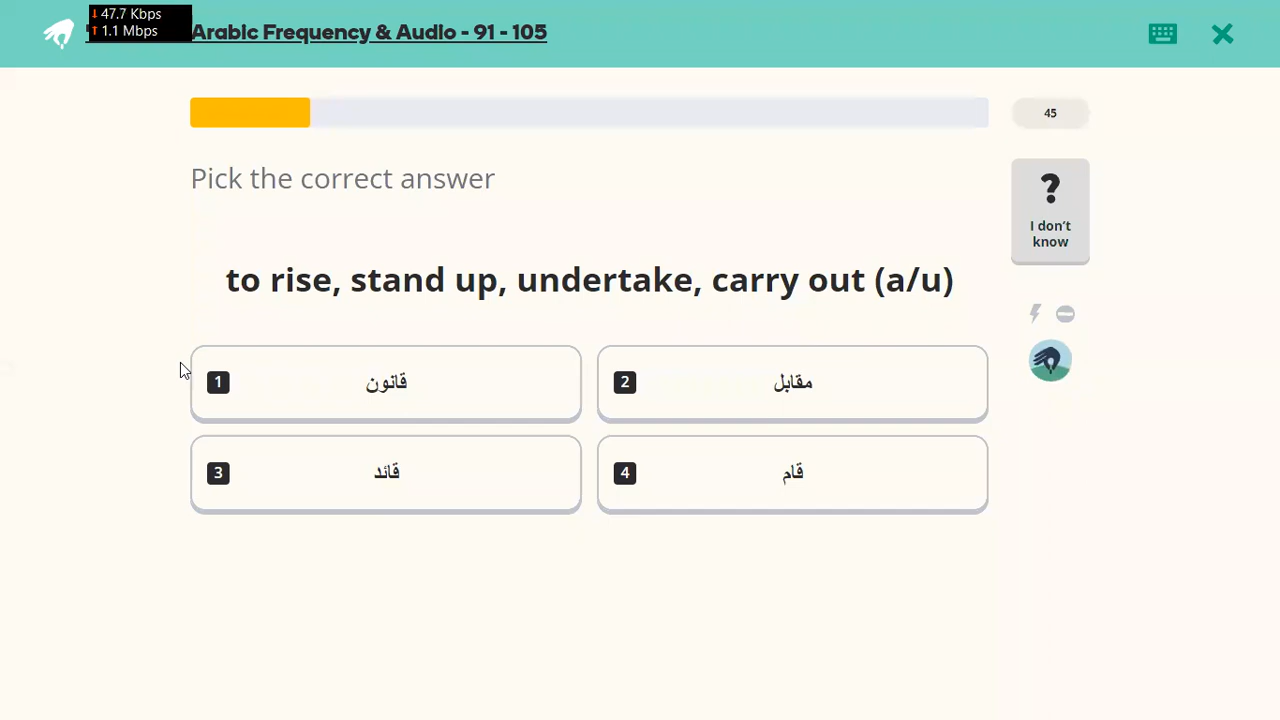 ↓ 47.7 Kbps
↑ 1.1 Mbps
Arabic Frequency & Audio - 91 - 105
45
Pick the correct answer
?
I don't
know
to rise, stand up, undertake, carry out (a/u)
1 قانون
2 مقابل
3 قائد
4 قام